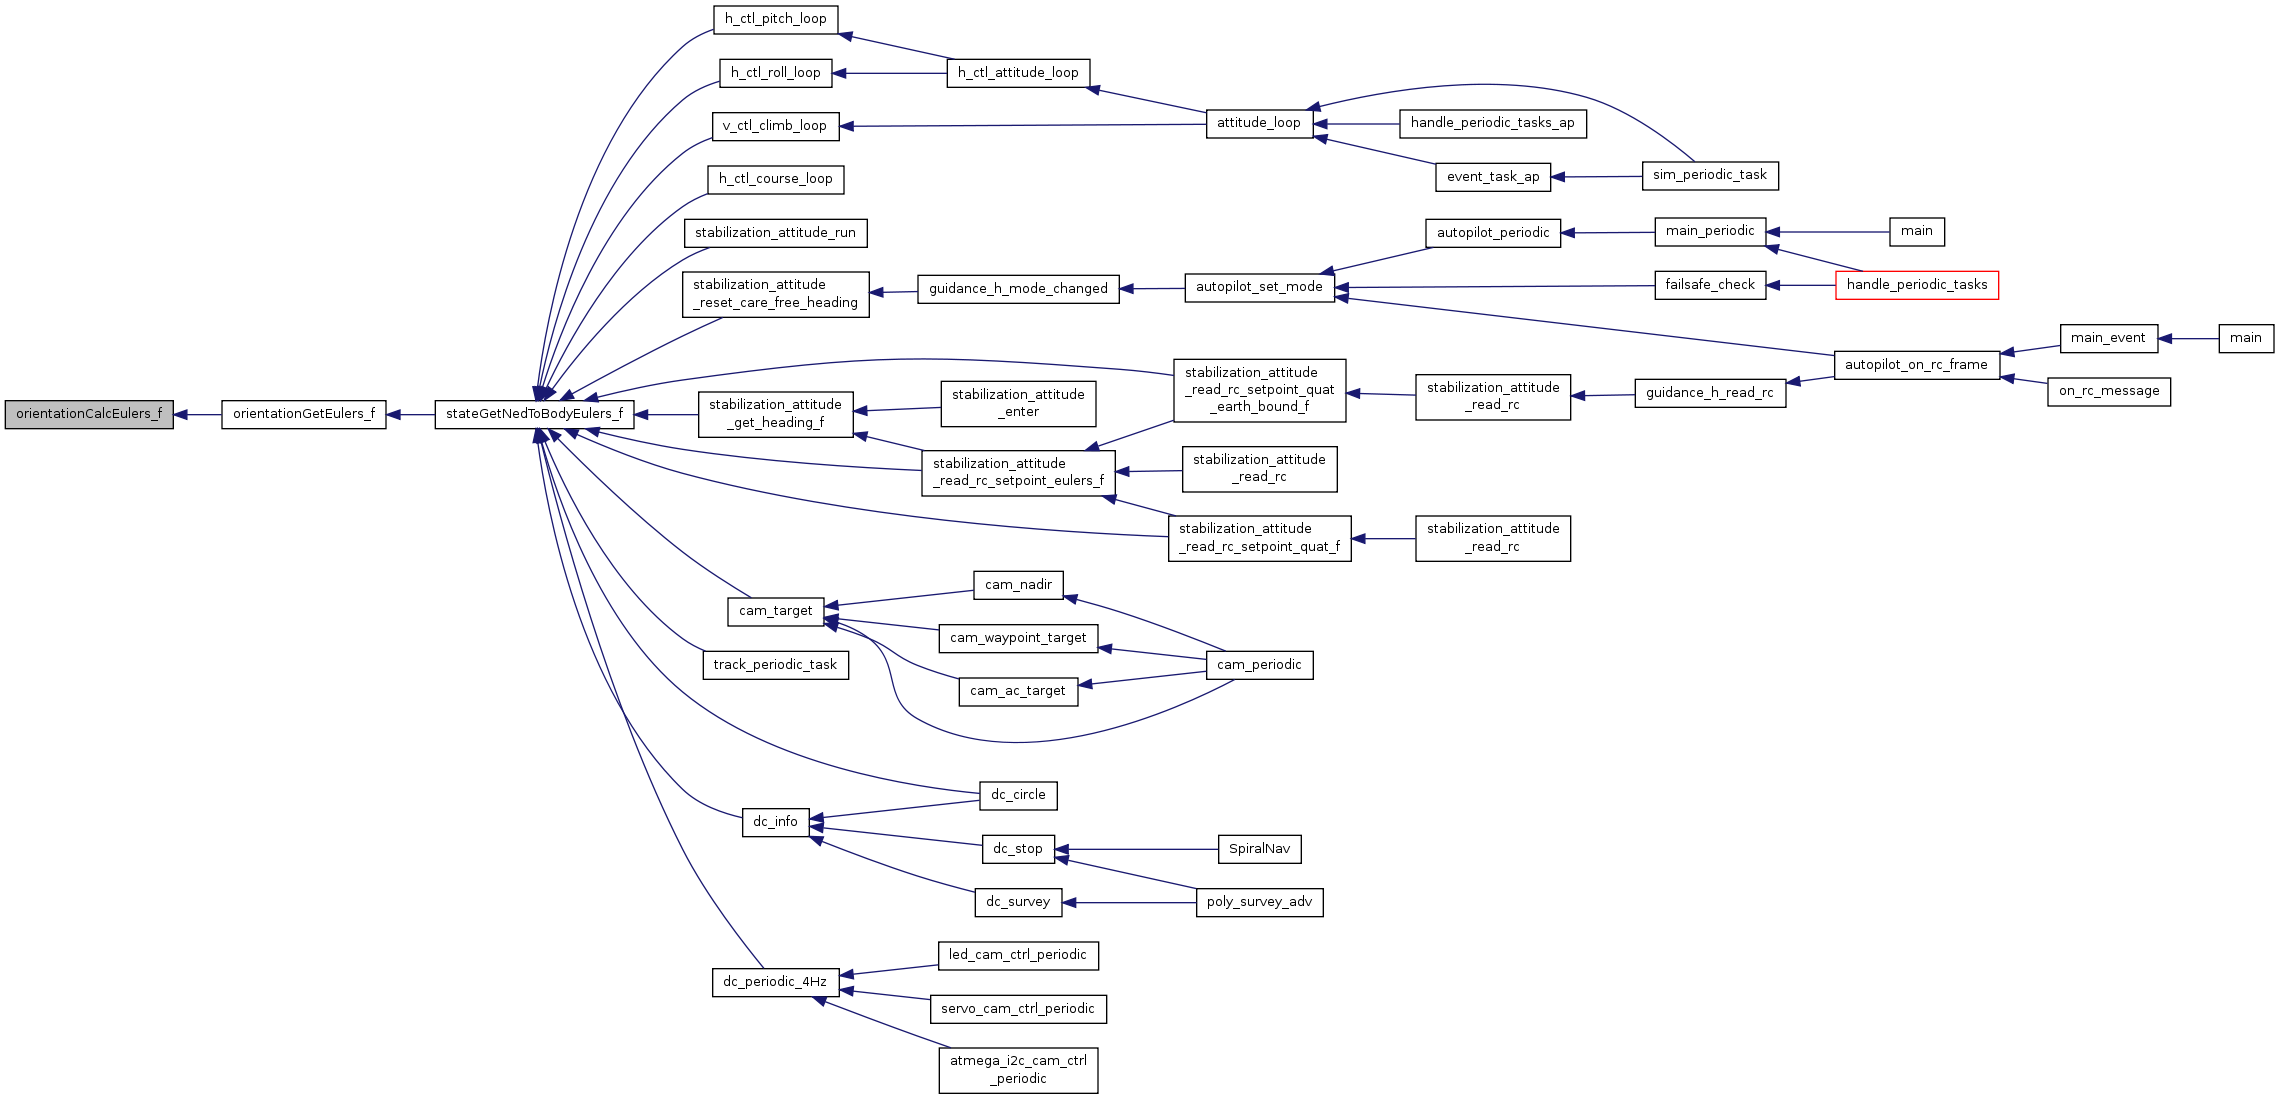 h_ctl_pitch_loop
h_ctl_roll_loop
h_ctl_attitude_loop
v_ctl_climb_loop
attitude_loop
handle_periodic_tasks_ap
h_ctl_course_loop
event_task_ap
sim_periodic_task
stabilization_attitude_run
autopilot_periodic
main_periodic
main
stabilization_attitude
_reset_care_free_heading
guidance_h_mode_changed
autopilot_set_mode
failsafe_check
handle_periodic_tasks
main_event
main
autopilot_on_rc_frame
on_rc_message
orientationCalcEulers_f
orientationGetEulers_f
stateGetNedToBodyEulers_f
stabilization_attitude
_get_heading_f
stabilization_attitude
_enter
stabilization_attitude
_read_rc_setpoint_quat
_earth_bound_f
stabilization_attitude
_read_rc
guidance_h_read_rc
stabilization_attitude
_read_rc_setpoint_eulers_f
stabilization_attitude
_read_rc
stabilization_attitude
_read_rc_setpoint_quat_f
stabilization_attitude
_read_rc
cam_target
cam_nadir
cam_waypoint_target
cam_ac_target
cam_periodic
track_periodic_task
dc_info
dc_circle
dc_stop
SpiralNav
dc_survey
poly_survey_adv
dc_periodic_4Hz
led_cam_ctrl_periodic
servo_cam_ctrl_periodic
atmega_i2c_cam_ctrl
_periodic